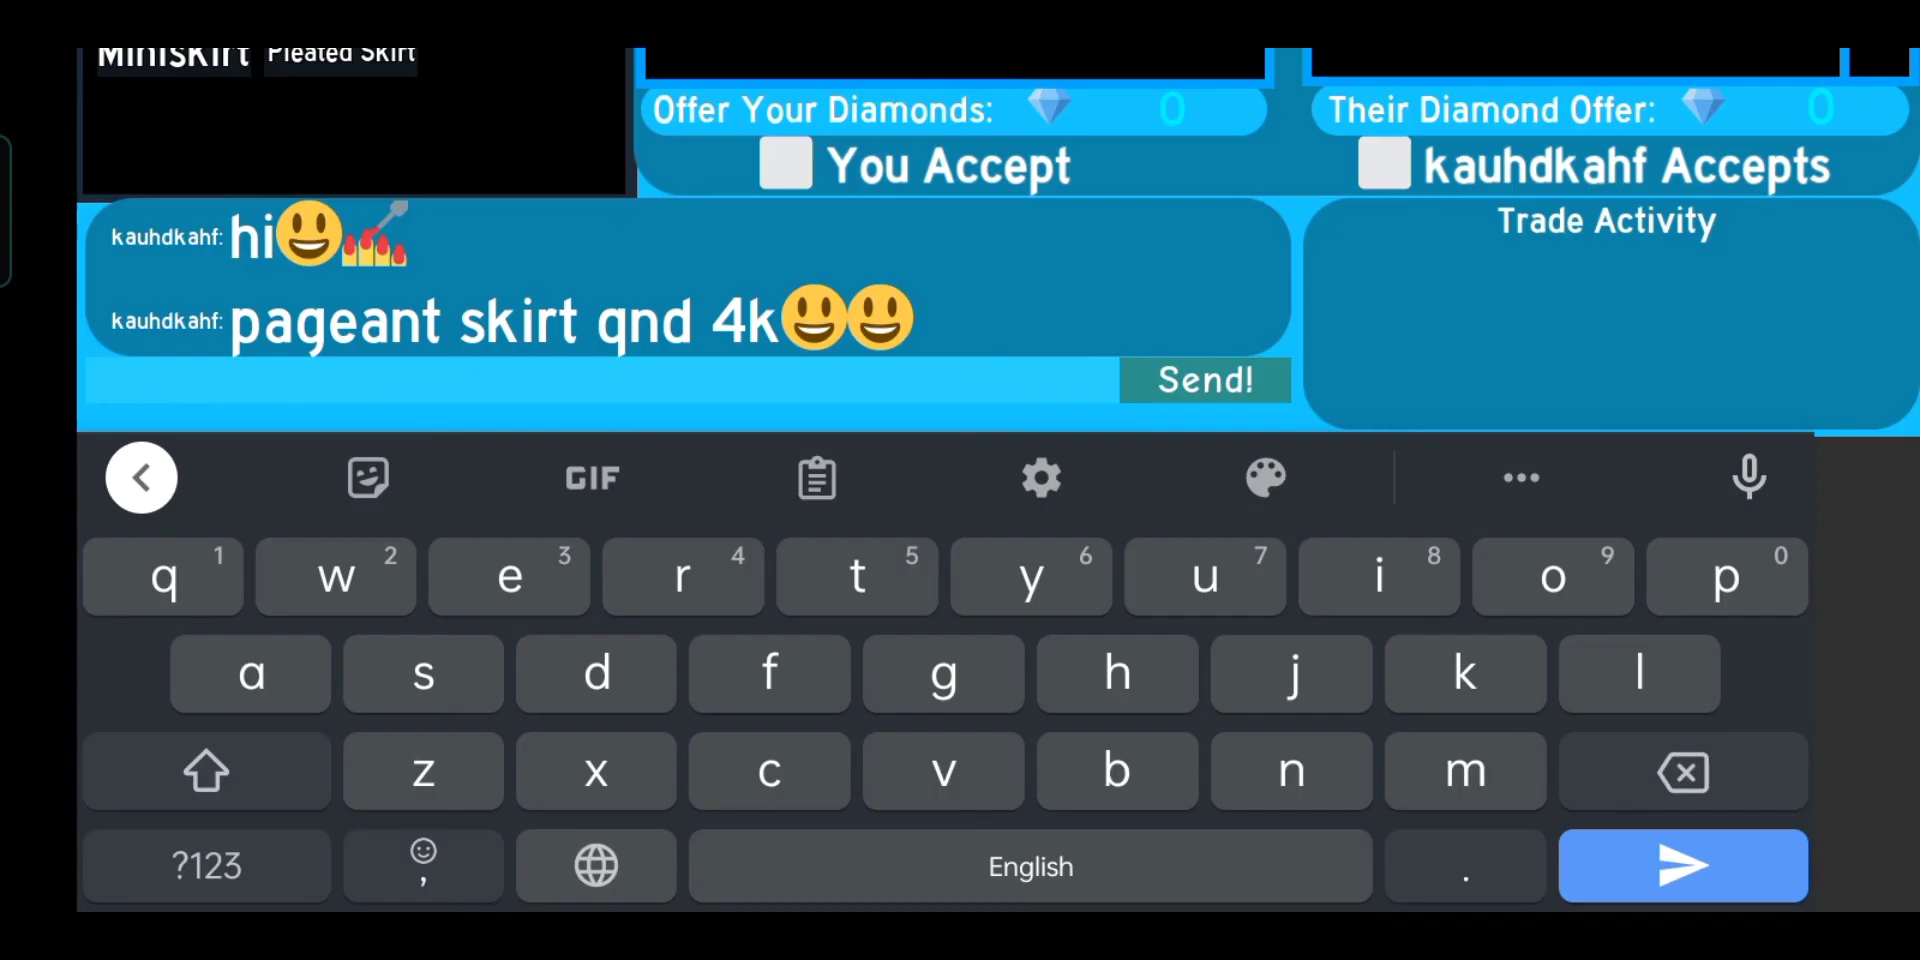 Miniskirt Pleated Skirt
Offer Your Diamonds: 💎 0
Their Diamond Offer: 💎 0
You Accept
kauhdkahf Accepts
kauhdkahf: hi😃💅
kauhdkahf: pageant skirt qnd 4k😃😃
Send!
Trade Activity
GIF
q 1 w 2 e 3 r 4 t 5 y 6 u 7 i 8 o 9 p 0
a s d f g h j k l
z x c v b n m
?123 , English .